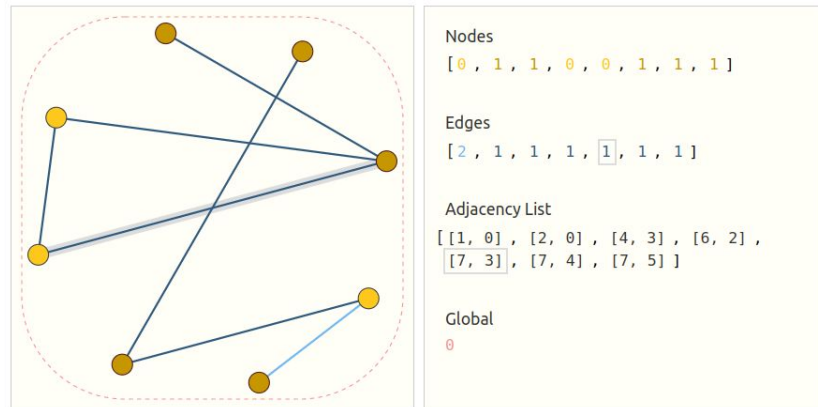 Nodes
[0 , 1 , 1 , 0 , 0 , 1 , 1 , 1 ]
Edges
[2 , 1 , 1 , 1 , 1 , 1 , 1 ]
Adjacency List
[ [1, 0] , [2, 0] , [4, 3] , [6, 2] ,
[7, 3] , [7, 4] , [7, 5] ]
Global
0